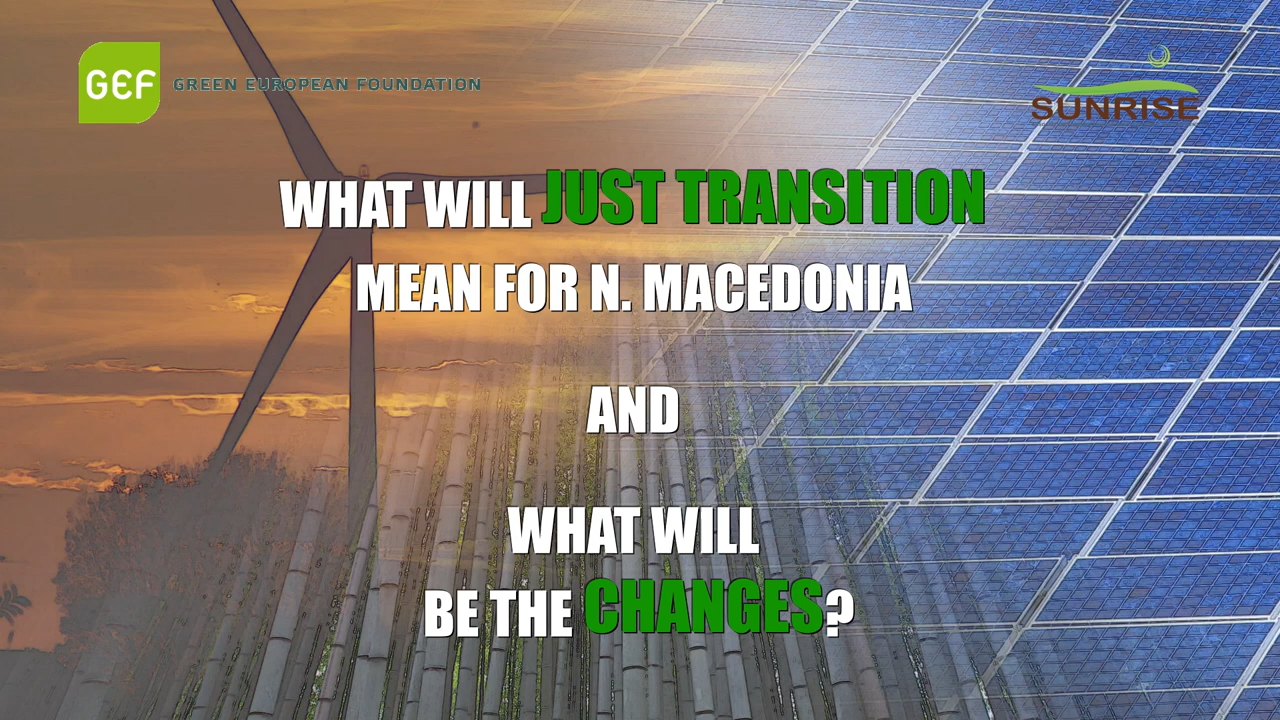 GEF GREEN EUROPEAN FOUNDATION
SUNRISE
WHAT WILL JUST TRANSITION
MEAN FOR N. MACEDONIA
AND
WHAT WILL
BE THE CHANGES?